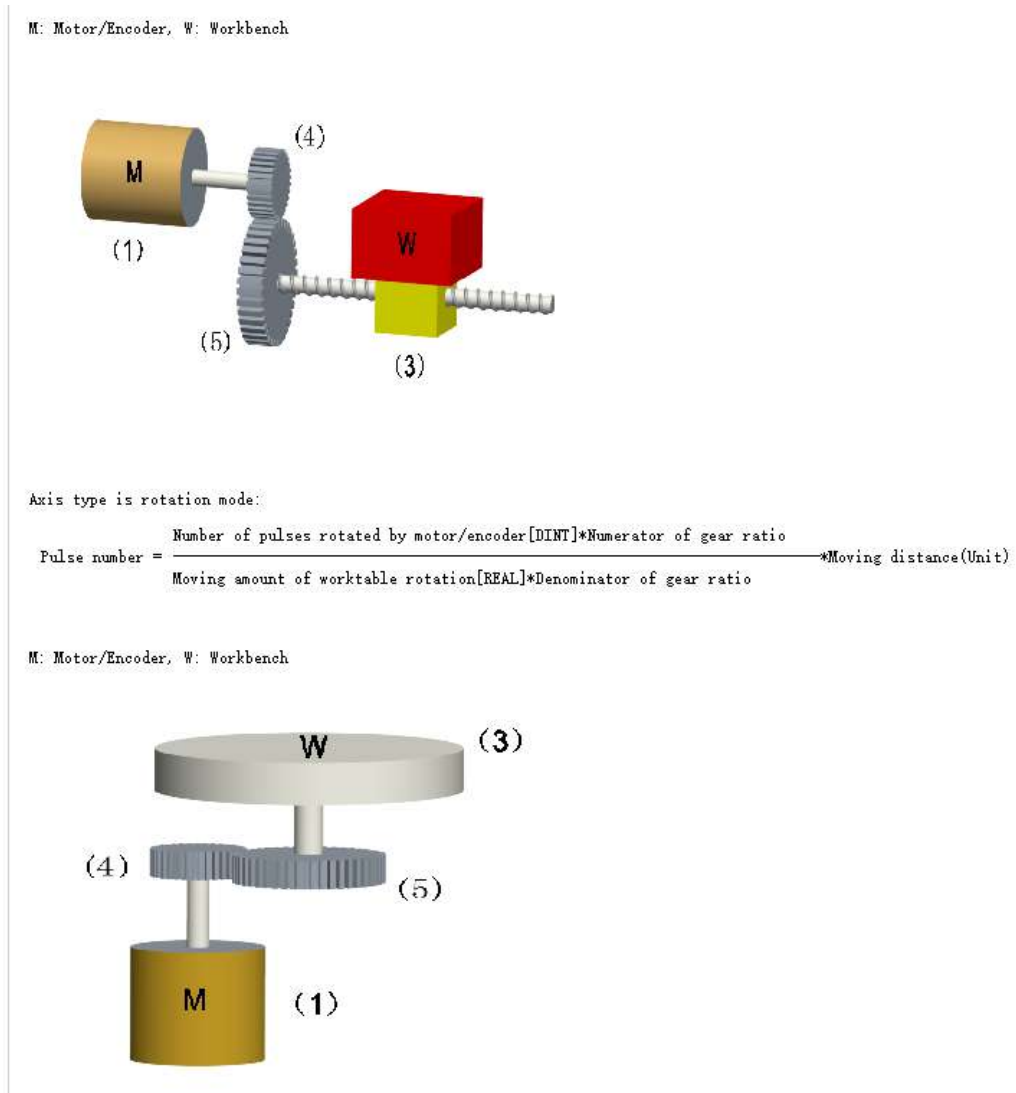 M: Motor/Encoder, W: Workbench
(4)
M
(1)
W
(5)
(3)
Axis type is rotation mode:
Number of pulses rotated by motor/encoder[DINT]*Numerator of gear ratio
Pulse number = *Moving distance(Unit)
Moving amount of worktable rotation[REAL]*Denominator of gear ratio
M: Motor/Encoder, W: Workbench
W
(3)
(4)
(5)
M
(1)